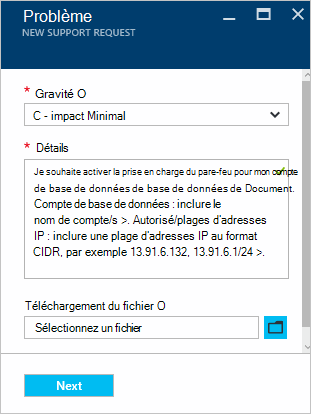 Problème
NEW SUPPORT REQUEST
* Gravité O
C - impact Minimal
* Détails
Je souhaite activer la prise en charge du pare-feu pour mon compte
de base de données de base de données de Document.
Compte de base de données : inclure le
nom de compte/s >. Autorisé/plages d'adresses
IP : inclure une plage d'adresses IP au format
CIDR, par exemple 13.91.6.132, 13.91.6.1/24 >.
Téléchargement du fichier O
Sélectionnez un fichier
Next